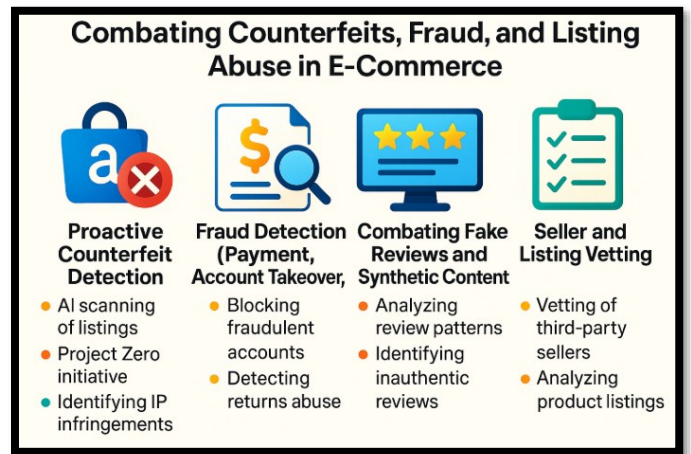 Combating Counterfeits, Fraud, and Listing
Abuse in E-Commerce
a
Proactive
Counterfeit
Detection
• AI scanning
of listings
• Project Zero
initiative
• Identifying IP
infringements
Fraud Detection
(Payment,
Account Takeover,
• Blocking
fraudulent
accounts
• Detecting
returns abuse
Combating Fake
Reviews and
Synthetic Content
• Analyzing
review patterns
• Identifying
inauthentic
reviews
Seller and
Listing Vetting
• Vetting of
third-party
sellers
• Analyzing
product listings